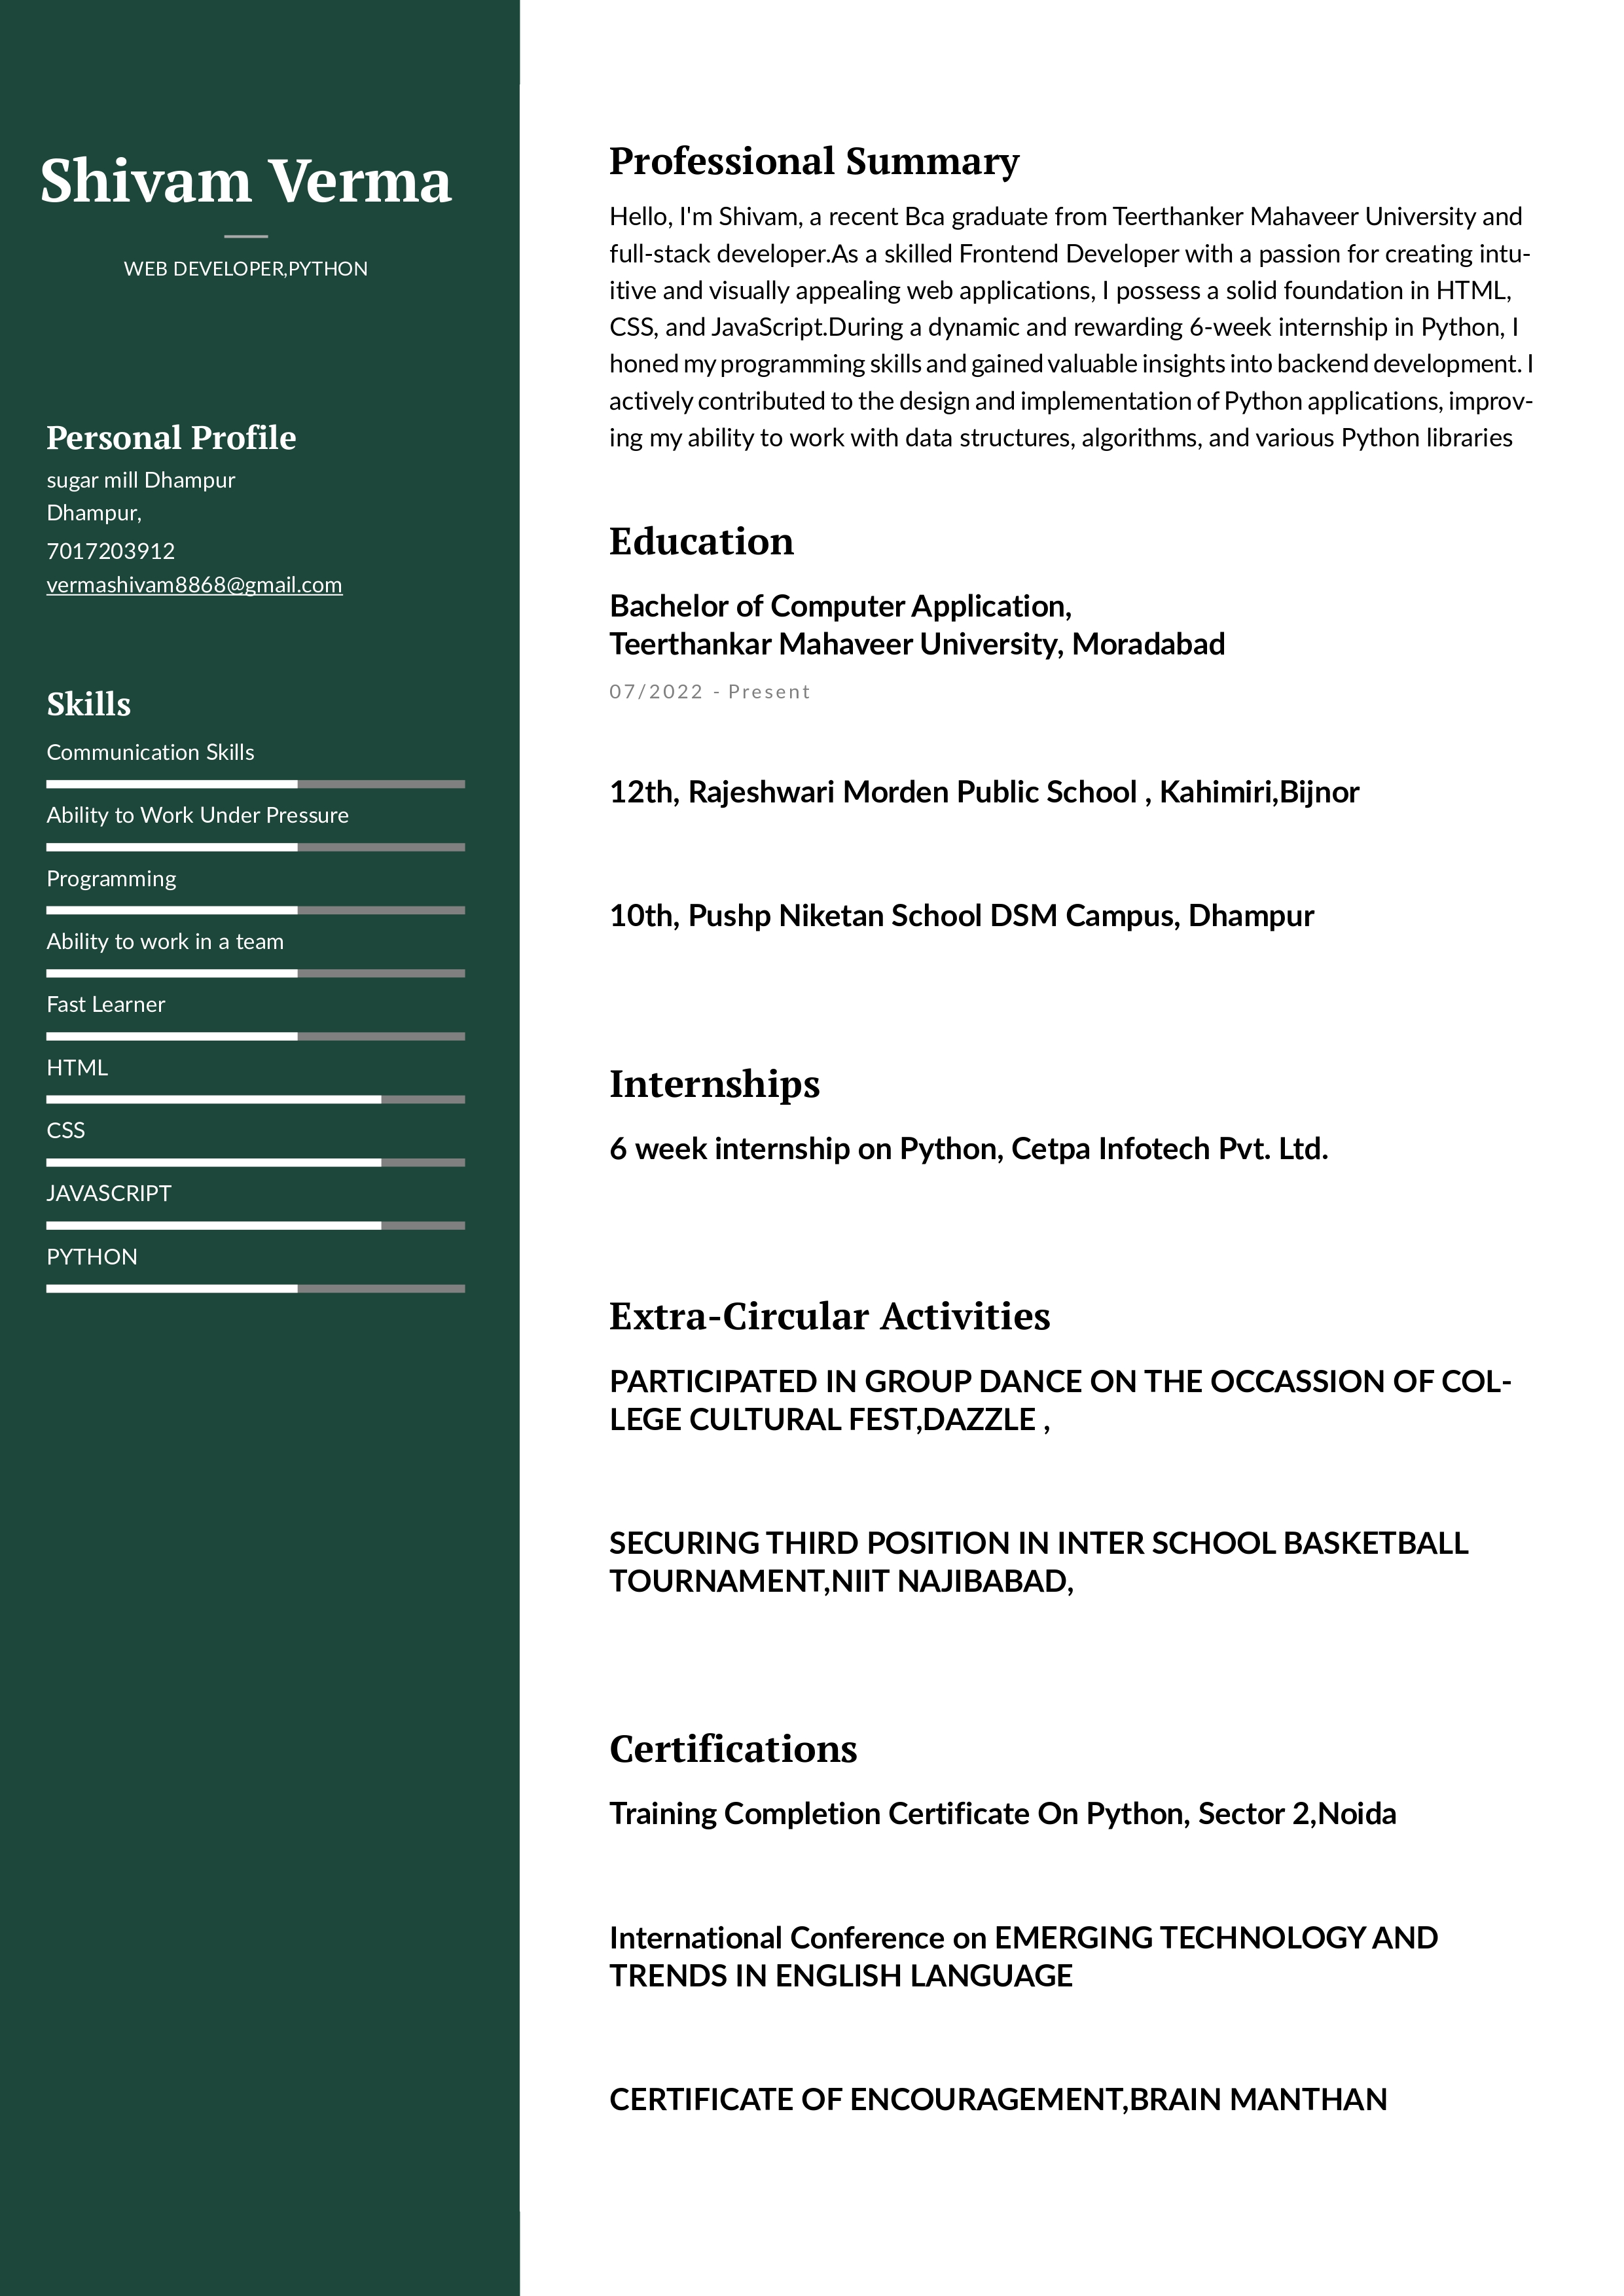 Shivam Verma
WEB DEVELOPER,PYTHON
Personal Profile
sugar mill Dhampur
Dhampur,
7017203912
vermashivam8868@gmail.com
Skills
Communication Skills
Ability to Work Under Pressure
Programming
Ability to work in a team
Fast Learner
HTML
CSS
JAVASCRIPT
PYTHON
Professional Summary
Hello, I'm Shivam, a recent Bca graduate from Teerthanker Mahaveer University and
full-stack developer.As a skilled Frontend Developer with a passion for creating intu-
itive and visually appealing web applications, I possess a solid foundation in HTML,
CSS, and JavaScript.During a dynamic and rewarding 6-week internship in Python, I
honed my programming skills and gained valuable insights into backend development. I
actively contributed to the design and implementation of Python applications, improv-
ing my ability to work with data structures, algorithms, and various Python libraries
Education
Bachelor of Computer Application,
Teerthankar Mahaveer University, Moradabad
07/2022 - Present
12th, Rajeshwari Morden Public School , Kahimiri,Bijnor
10th, Pushp Niketan School DSM Campus, Dhampur
Internships
6 week internship on Python, Cetpa Infotech Pvt. Ltd.
Extra-Circular Activities
PARTICIPATED IN GROUP DANCE ON THE OCCASSION OF COL-
LEGE CULTURAL FEST,DAZZLE ,
SECURING THIRD POSITION IN INTER SCHOOL BASKETBALL
TOURNAMENT,NIIT NAJIBABAD,
Certifications
Training Completion Certificate On Python, Sector 2,Noida
International Conference on EMERGING TECHNOLOGY AND
TRENDS IN ENGLISH LANGUAGE
CERTIFICATE OF ENCOURAGEMENT,BRAIN MANTHAN